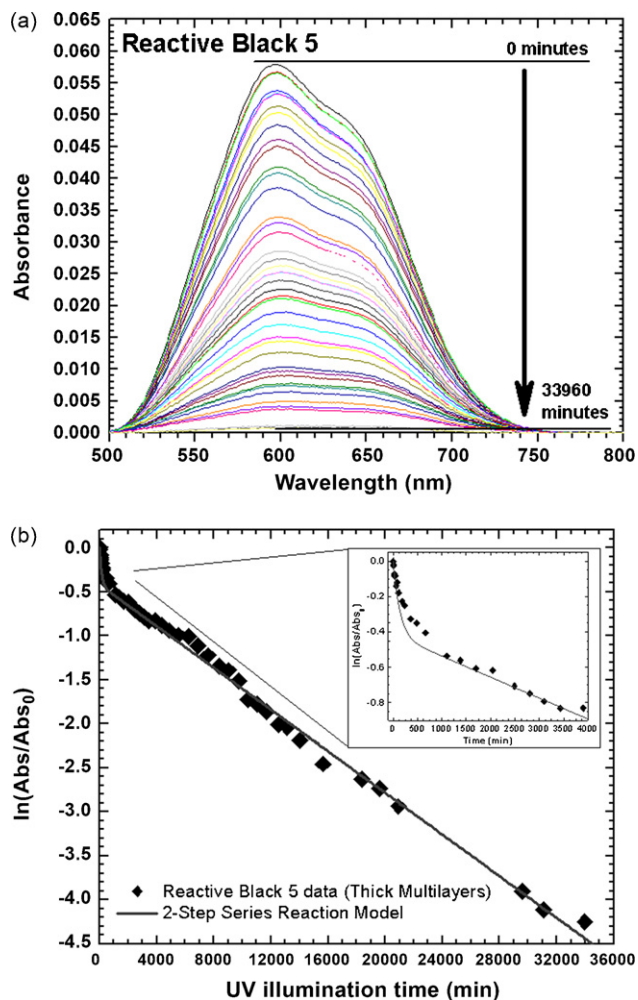 (a)
Reactive Black 5
0 minutes
33960
minutes
Absorbance
0.065
0.060
0.055
0.050
0.045
0.040
0.035
0.030
0.025
0.020
0.015
0.010
0.005
0.000
500 550 600 650 700 750 800
Wavelength (nm)
(b)
ln(Abs/Abs0)
0.0
-0.5
-1.0
-1.5
-2.0
-2.5
-3.0
-3.5
-4.0
-4.5
ln(Abs/Abs0)
0.0
-0.2
-0.4
-0.6
-0.8
0 500 1000 1500 2000 2500 3000 3500 4000
Time (min)
Reactive Black 5 data (Thick Multilayers)
2-Step Series Reaction Model
0 4000 8000 12000 16000 20000 24000 28000 32000 36000
UV illumination time (min)